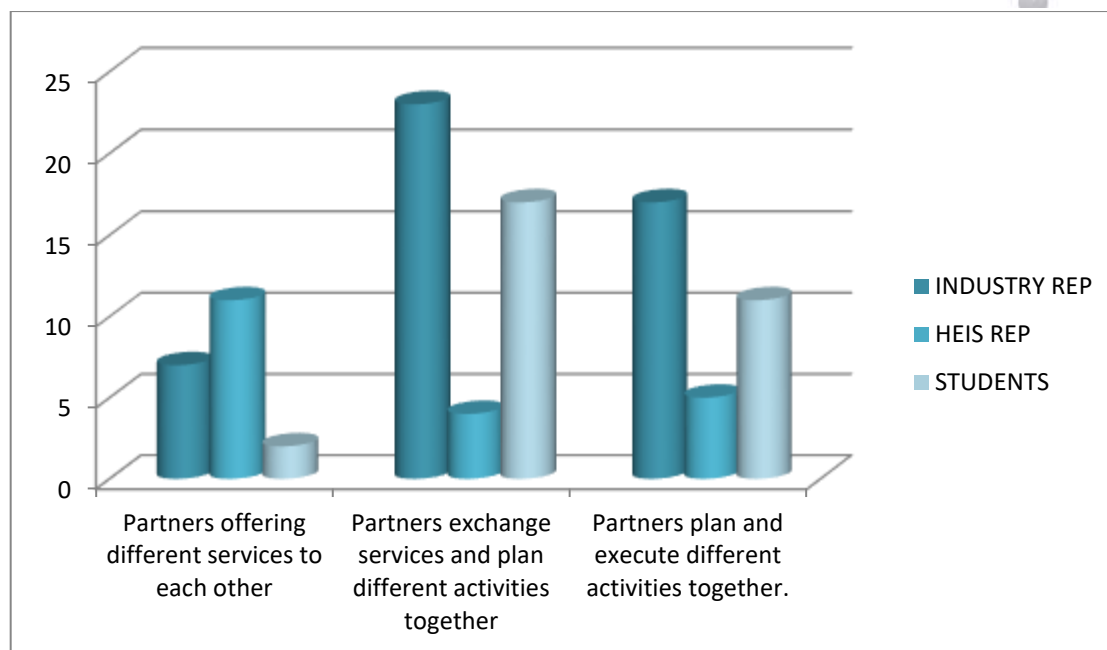 25
20
15
10
5
0
Partners offering
different services to
each other
Partners exchange
services and plan
different activities
together
Partners plan and
execute different
activities together.
INDUSTRY REP
HEIS REP
STUDENTS